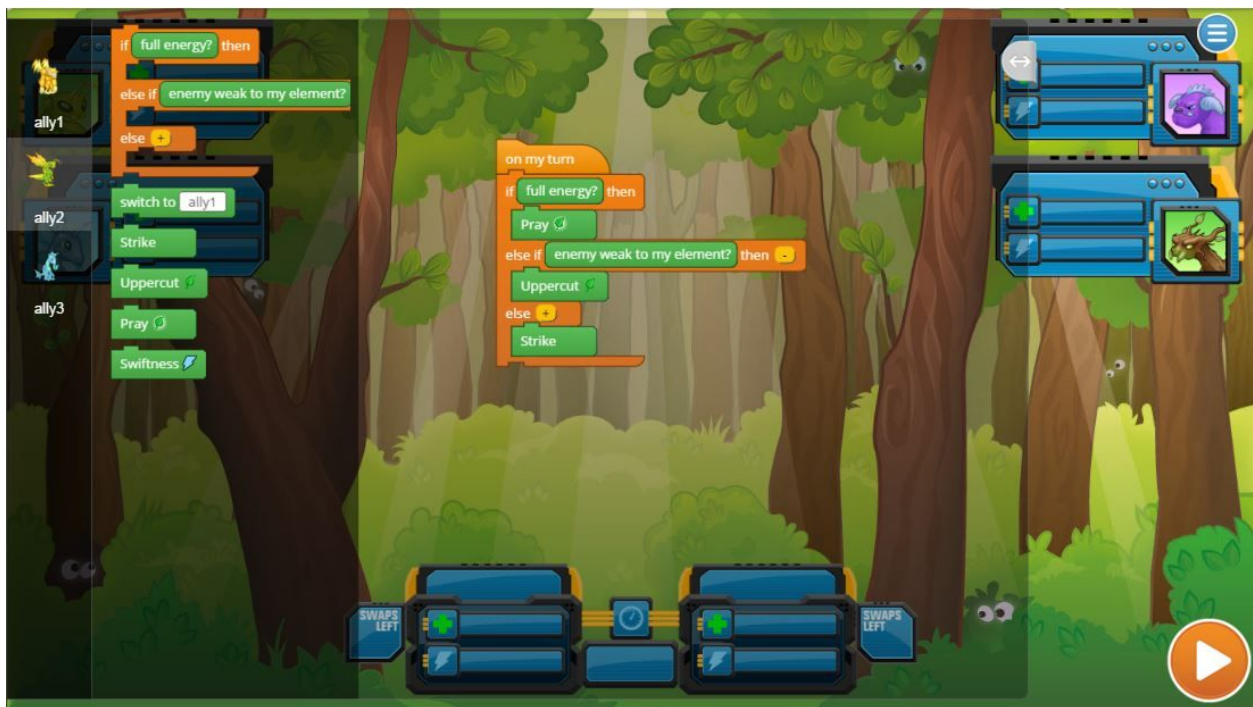 if full energy? then
else if enemy weak to my element?
else +
ally1
switch to ally1
ally2
Strike
Uppercut
ally3
Pray
Swiftness
on my turn
if full energy? then
Pray
else if enemy weak to my element? then -
Uppercut
else +
Strike
SWAPS
LEFT
SWAPS
LEFT